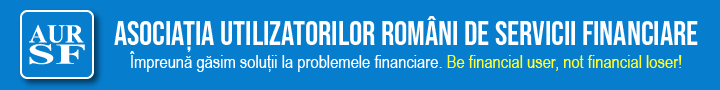 AUR
SF
ASOCIAȚIA UTILIZATORILOR ROMÂNI DE SERVICII FINANCIARE
Împreună găsim soluții la problemele financiare. Be financial user, not financial loser!